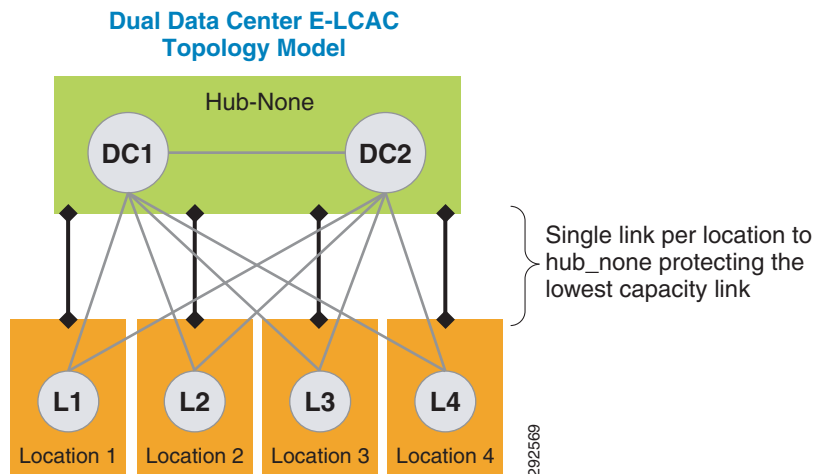 Dual Data Center E-LCAC
Topology Model
Hub-None
DC1
DC2
Single link per location to
hub_none protecting the
lowest capacity link
L1
L2
L3
L4
Location 1
Location 2
Location 3
Location 4
292569